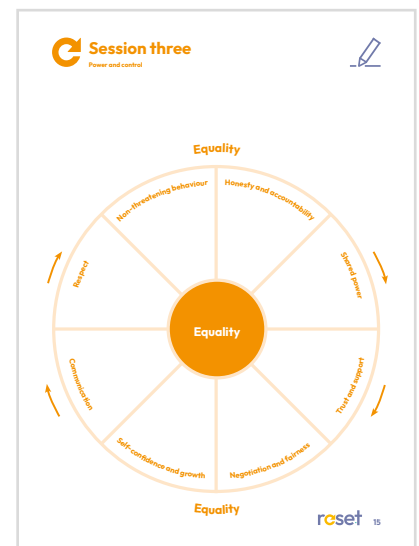 Session three
Power and control
Equality
Non-threatening behaviour
Honesty and accountability
Respect
Shared power
Equality
Communication
Trust and support
Self-confidence and growth
Negotiation and fairness
Equality
reset 15